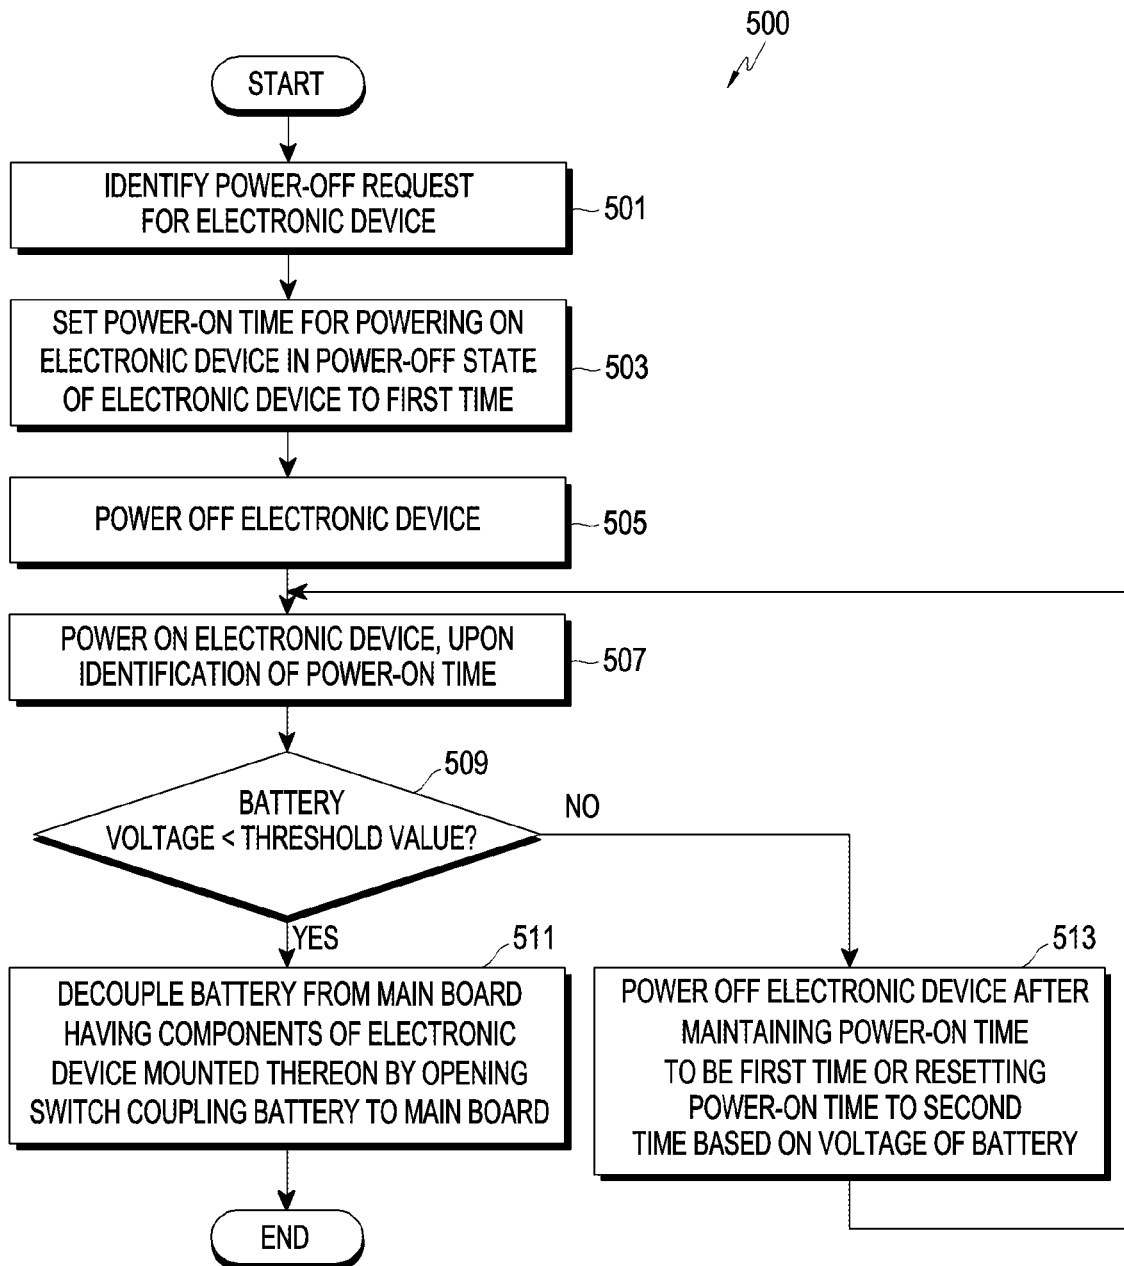 500
START
IDENTIFY POWER-OFF REQUEST
FOR ELECTRONIC DEVICE
501
SET POWER-ON TIME FOR POWERING ON
ELECTRONIC DEVICE IN POWER-OFF STATE
OF ELECTRONIC DEVICE TO FIRST TIME
503
POWER OFF ELECTRONIC DEVICE
505
POWER ON ELECTRONIC DEVICE, UPON
IDENTIFICATION OF POWER-ON TIME
507
509
BATTERY
VOLTAGE < THRESHOLD VALUE?
NO
YES
511
DECOUPLE BATTERY FROM MAIN BOARD
HAVING COMPONENTS OF ELECTRONIC
DEVICE MOUNTED THEREON BY OPENING
SWITCH COUPLING BATTERY TO MAIN BOARD
513
POWER OFF ELECTRONIC DEVICE AFTER
MAINTAINING POWER-ON TIME
TO BE FIRST TIME OR RESETTING
POWER-ON TIME TO SECOND
TIME BASED ON VOLTAGE OF BATTERY
END